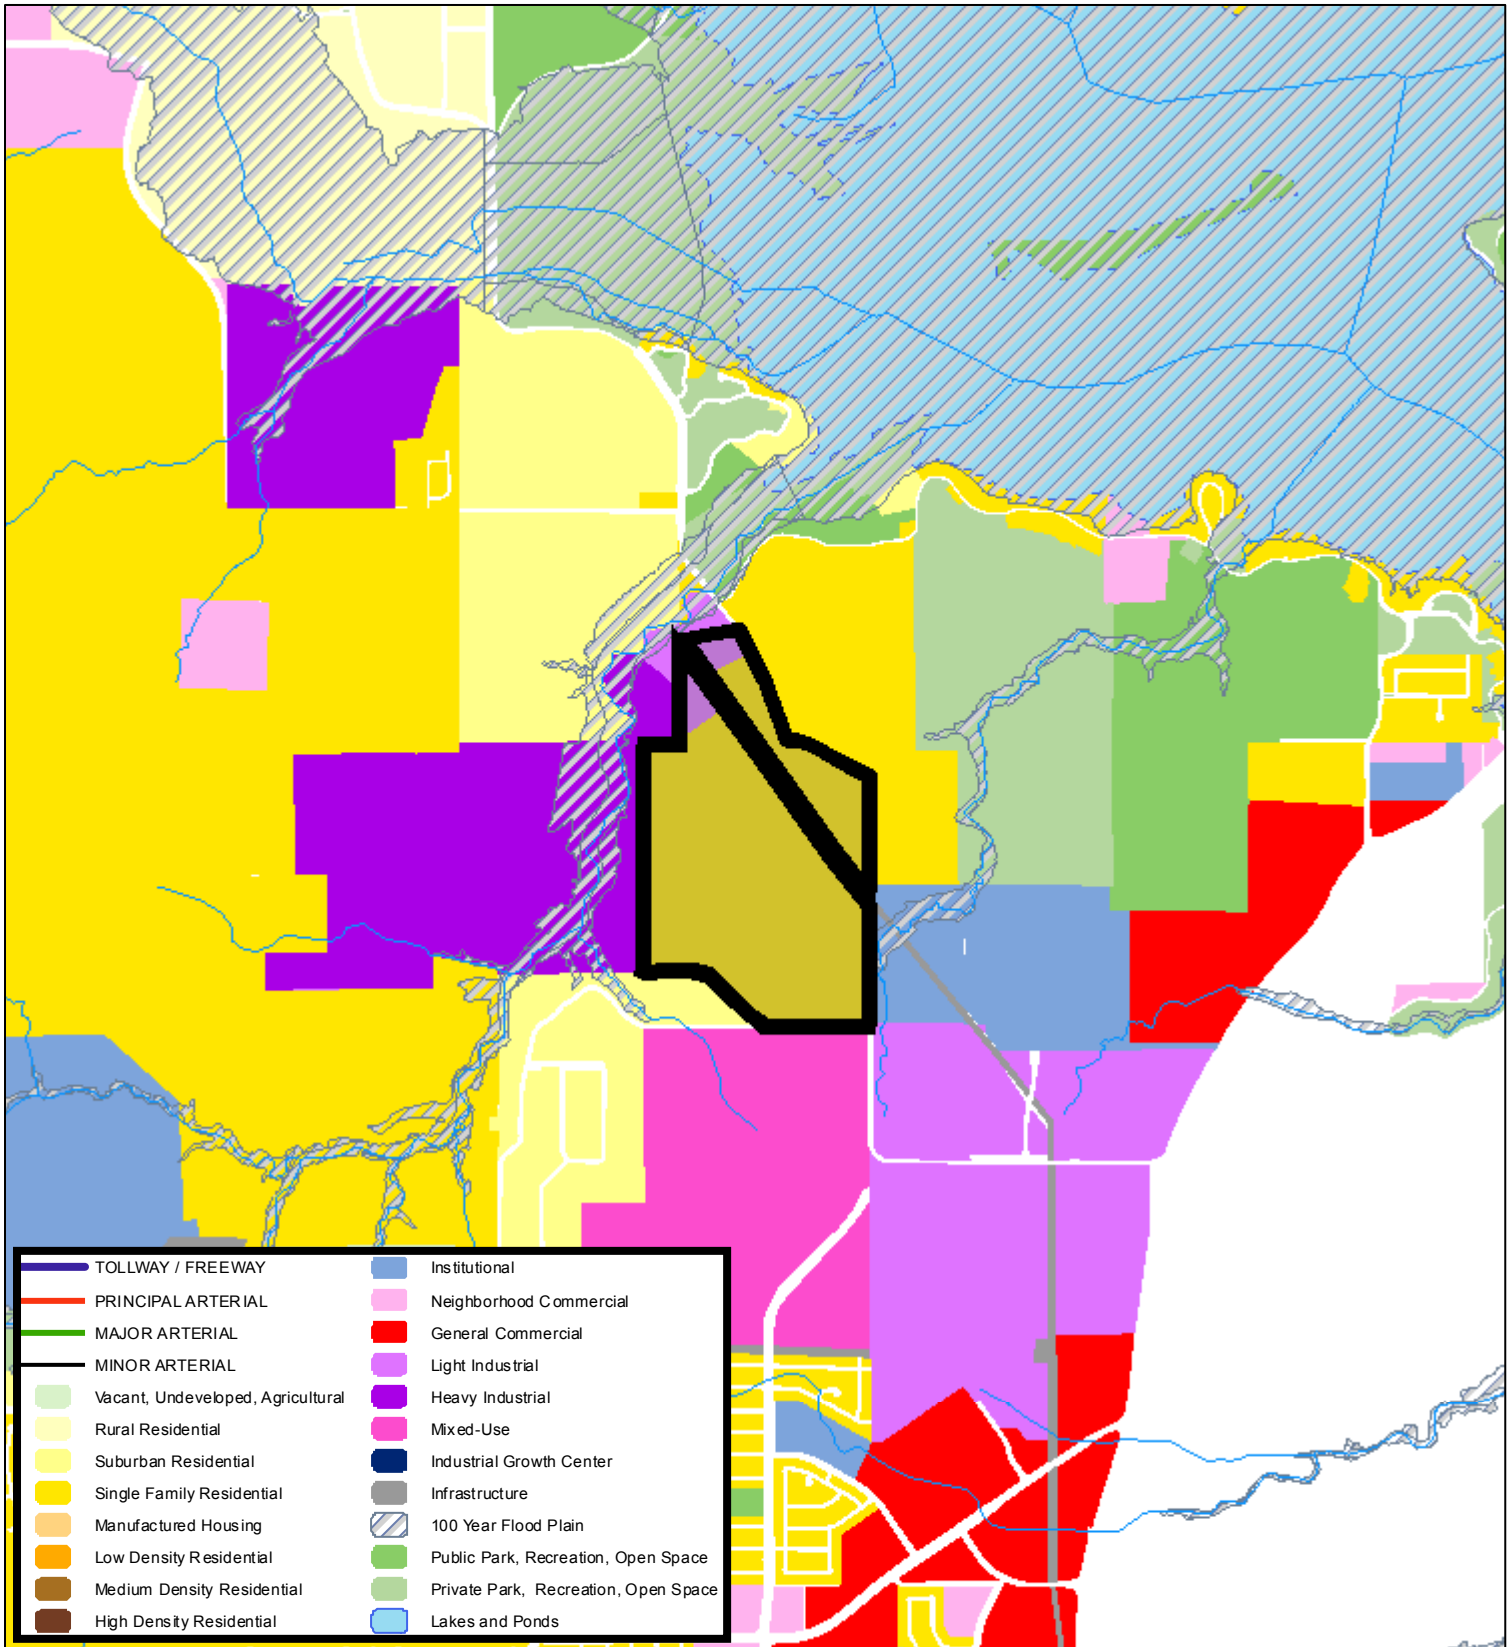 TOLLWAY / FREEWAY
PRINCIPAL ARTERIAL
MAJOR ARTERIAL
MINOR ARTERIAL
Vacant, Undeveloped, Agricultural
Rural Residential
Suburban Residential
Single Family Residential
Manufactured Housing
Low Density Residential
Medium Density Residential
High Density Residential
Institutional
Neighborhood Commercial
General Commercial
Light Industrial
Heavy Industrial
Mixed-Use
Industrial Growth Center
Infrastructure
100 Year Flood Plain
Public Park, Recreation, Open Space
Private Park, Recreation, Open Space
Lakes and Ponds